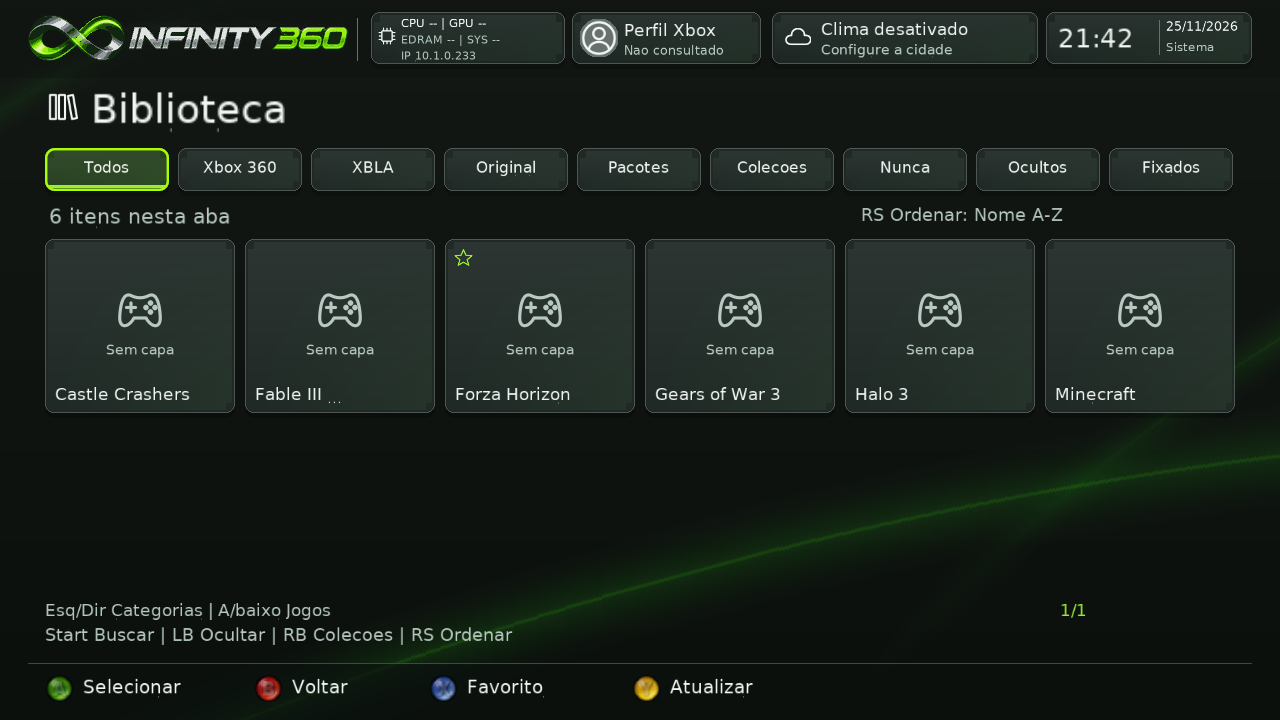 INFINITY 360
CPU -- | GPU --
EDRAM -- | SYS --
IP 10.1.0.233
Perfil Xbox
Nao consultado
Clima desativado
Configure a cidade
21:42
25/11/2026
Sistema
Biblioteca
Todos
Xbox 360
XBLA
Original
Pacotes
Colecoes
Nunca
Ocultos
Fixados
6 itens nesta aba
RS Ordenar: Nome A-Z
Sem capa
Sem capa
Sem capa
Sem capa
Sem capa
Sem capa
Castle Crashers
Fable III ...
Forza Horizon
Gears of War 3
Halo 3
Minecraft
Esq/Dir Categorias | A/baixo Jogos
1/1
Start Buscar | LB Ocultar | RB Colecoes | RS Ordenar
A Selecionar
B Voltar
X Favorito
Y Atualizar